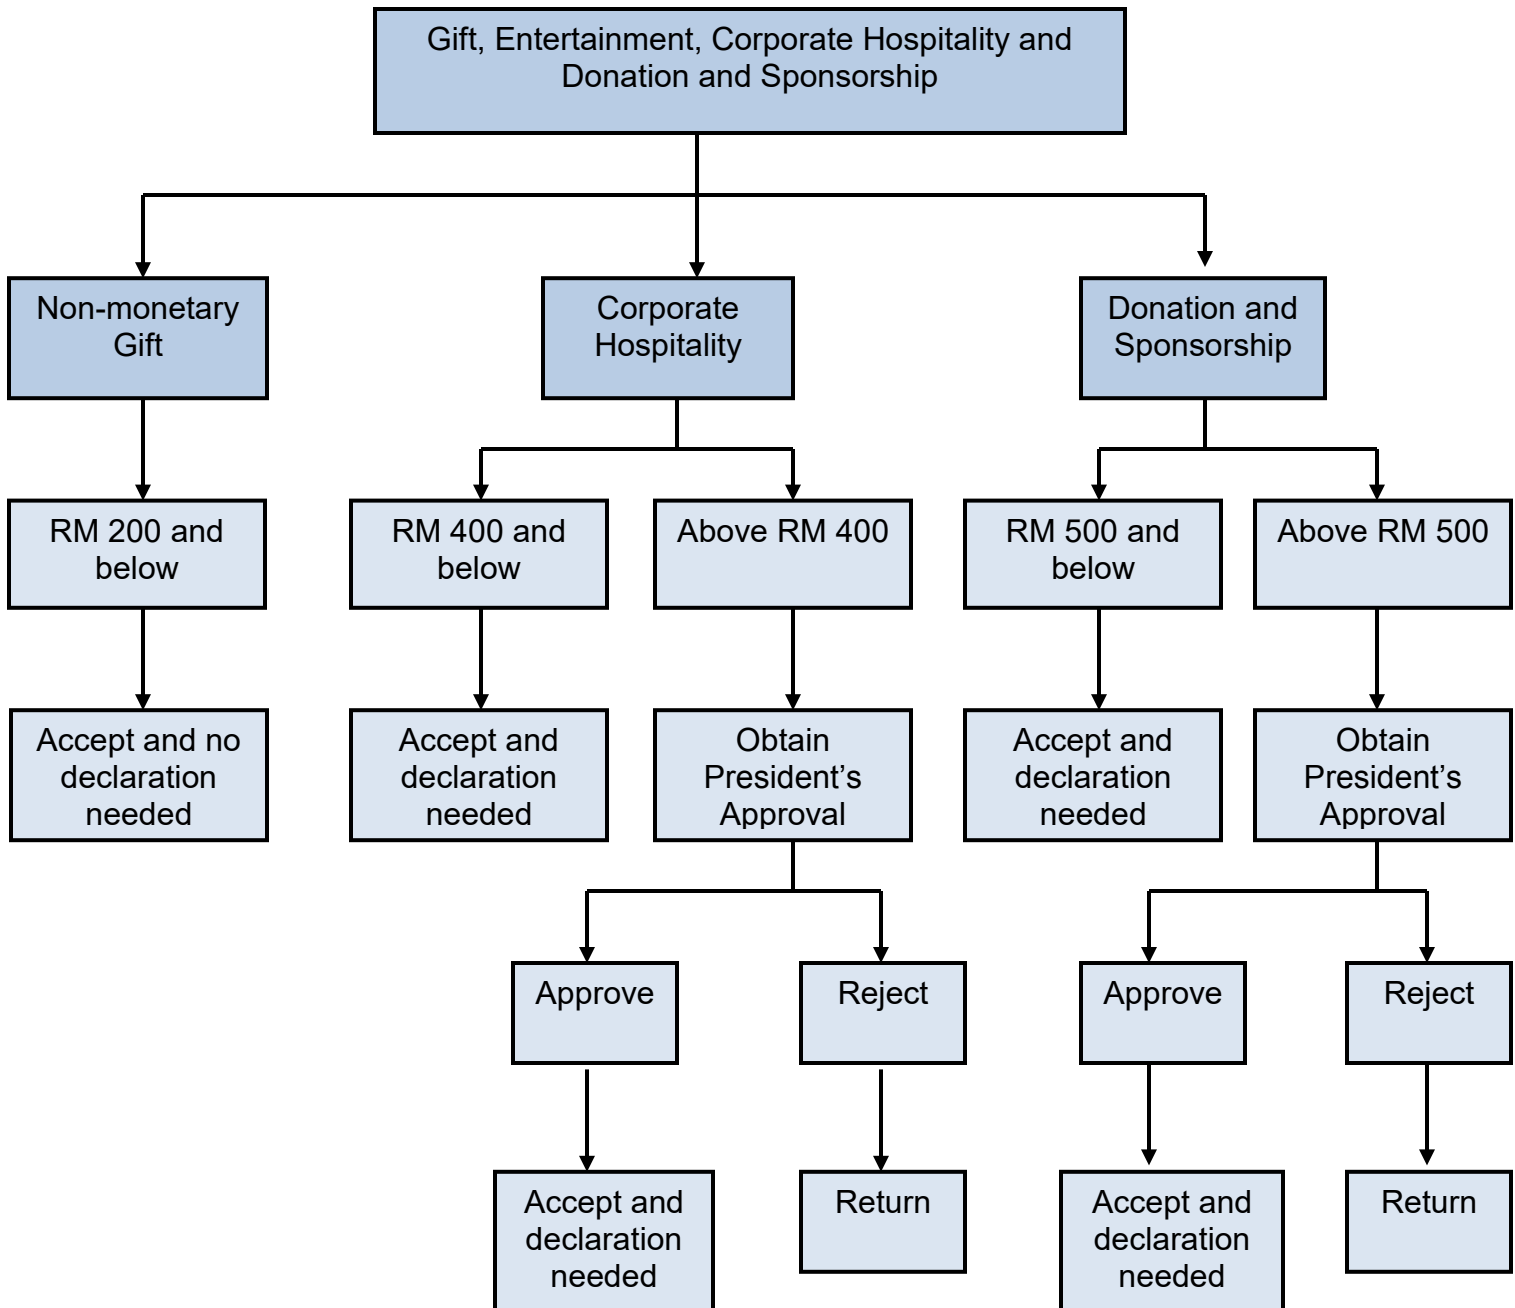 Gift, Entertainment, Corporate Hospitality and
Donation and Sponsorship
Non-monetary
Gift
Corporate
Hospitality
Donation and
Sponsorship
RM 200 and
below
RM 400 and
below
Above RM 400
RM 500 and
below
Above RM 500
Accept and no
declaration
needed
Accept and
declaration
needed
Obtain
President’s
Approval
Accept and
declaration
needed
Obtain
President’s
Approval
Approve
Reject
Approve
Reject
Accept and
declaration
needed
Return
Accept and
declaration
needed
Return